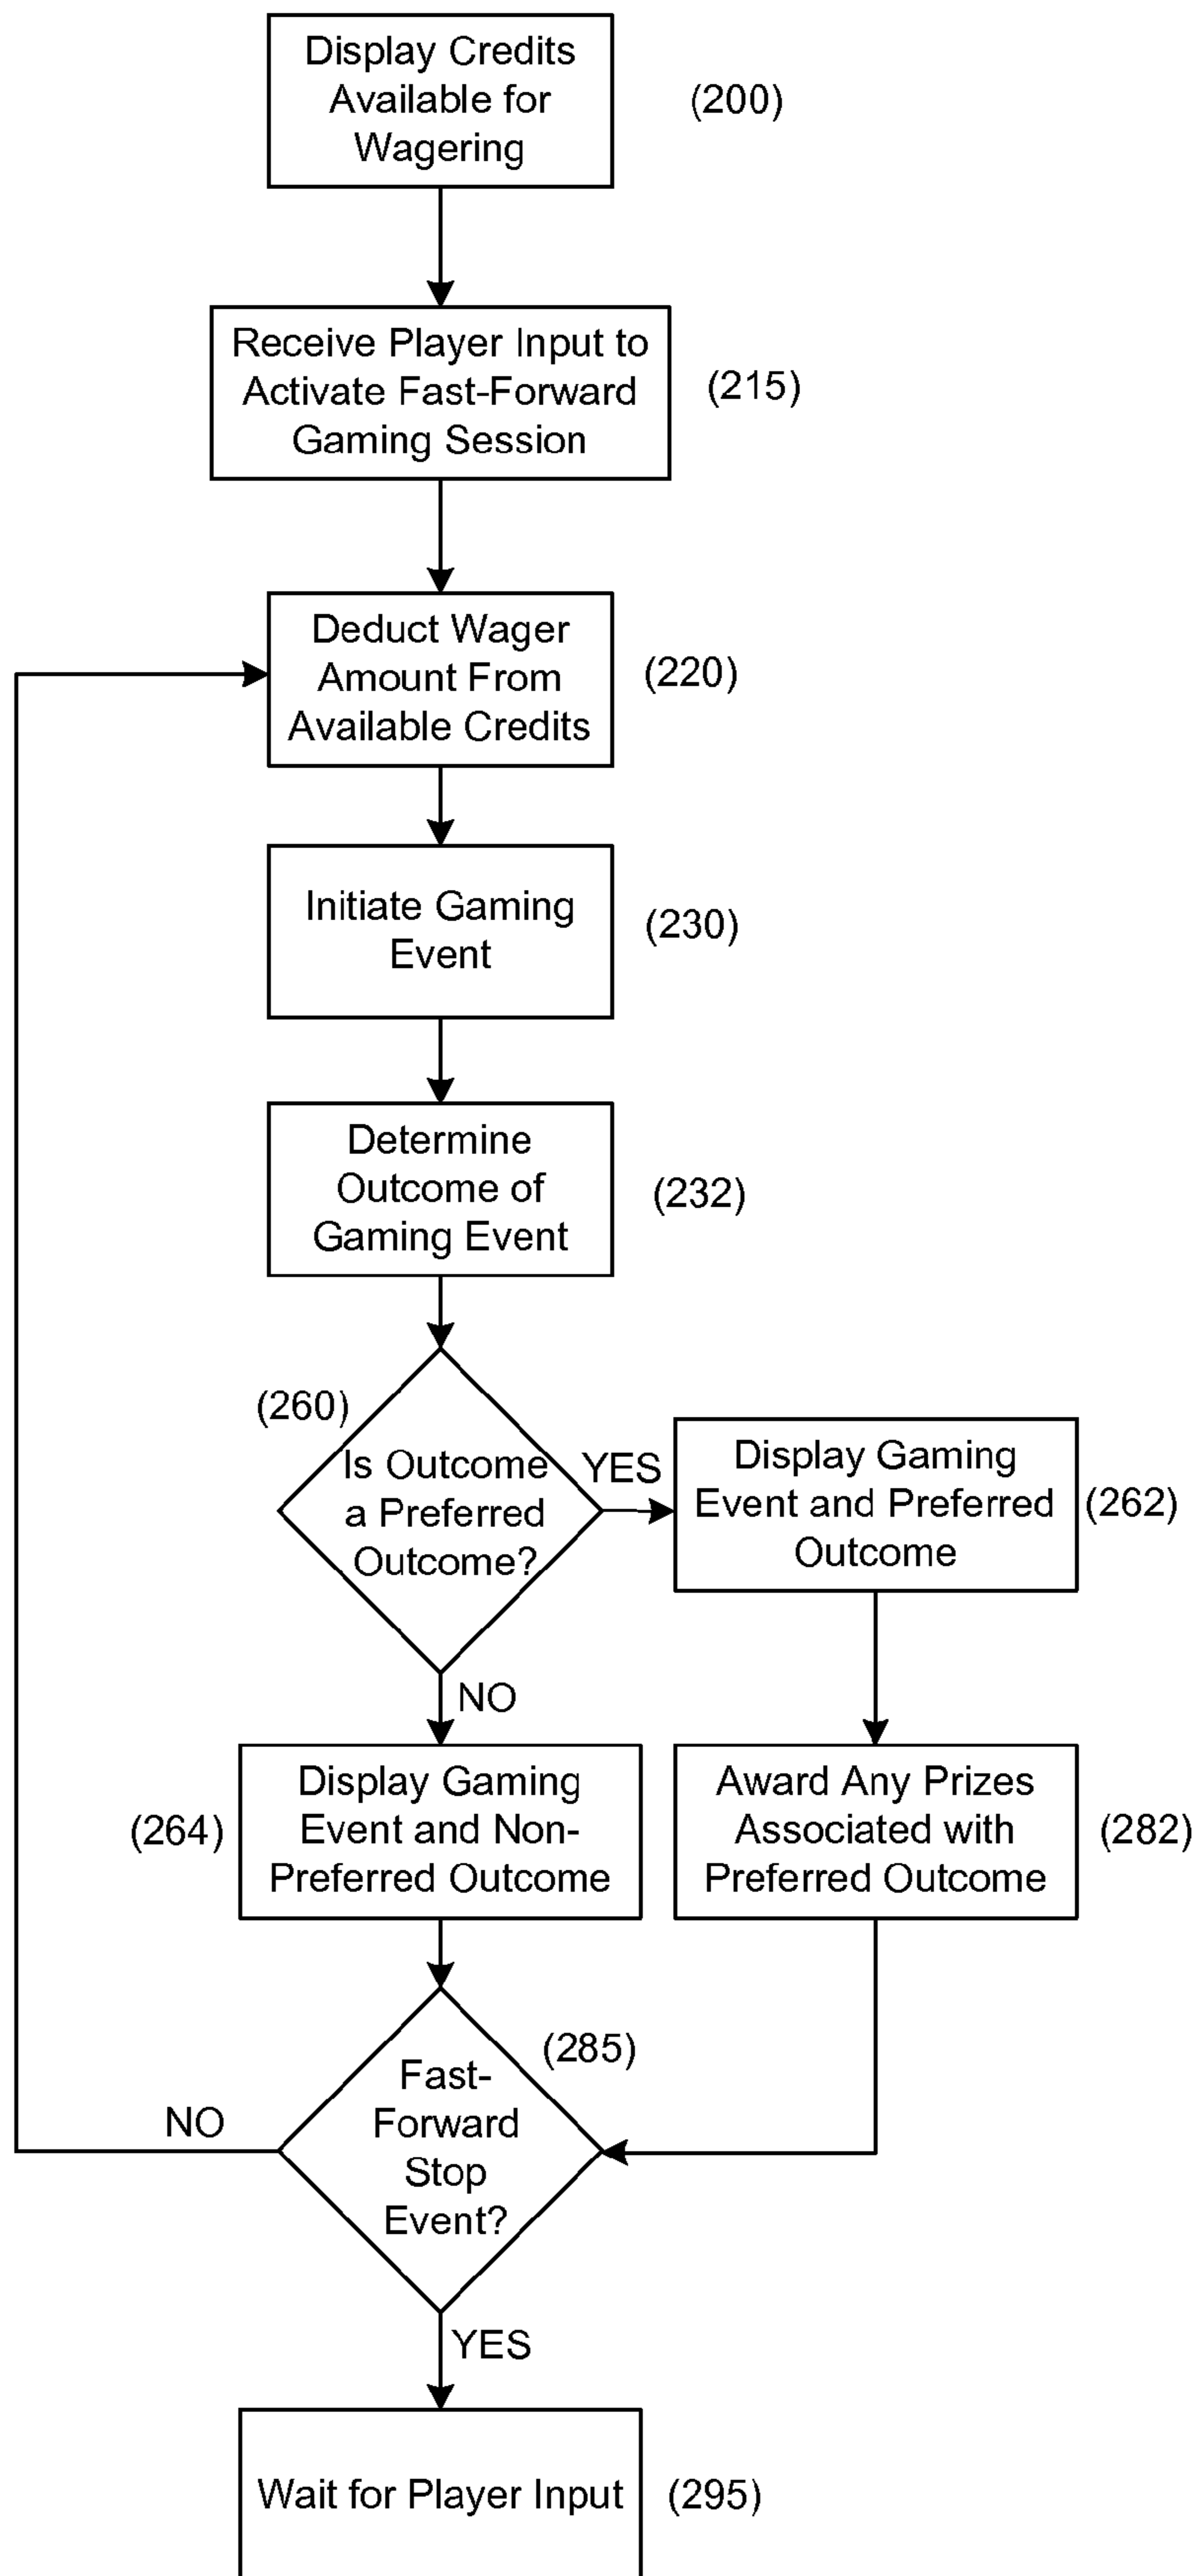 Display Credits
Available for
Wagering
(200)
Receive Player Input to
Activate Fast-Forward
Gaming Session
(215)
Deduct Wager
Amount From
Available Credits
(220)
Initiate Gaming
Event
(230)
Determine
Outcome of
Gaming Event
(232)
(260)
Is Outcome
a Preferred
Outcome?
YES
Display Gaming
Event and Preferred
Outcome
(262)
NO
(264)
Display Gaming
Event and Non-
Preferred Outcome
Award Any Prizes
Associated with
Preferred Outcome
(282)
(285)
Fast-
Forward
Stop
Event?
NO
YES
Wait for Player Input
(295)